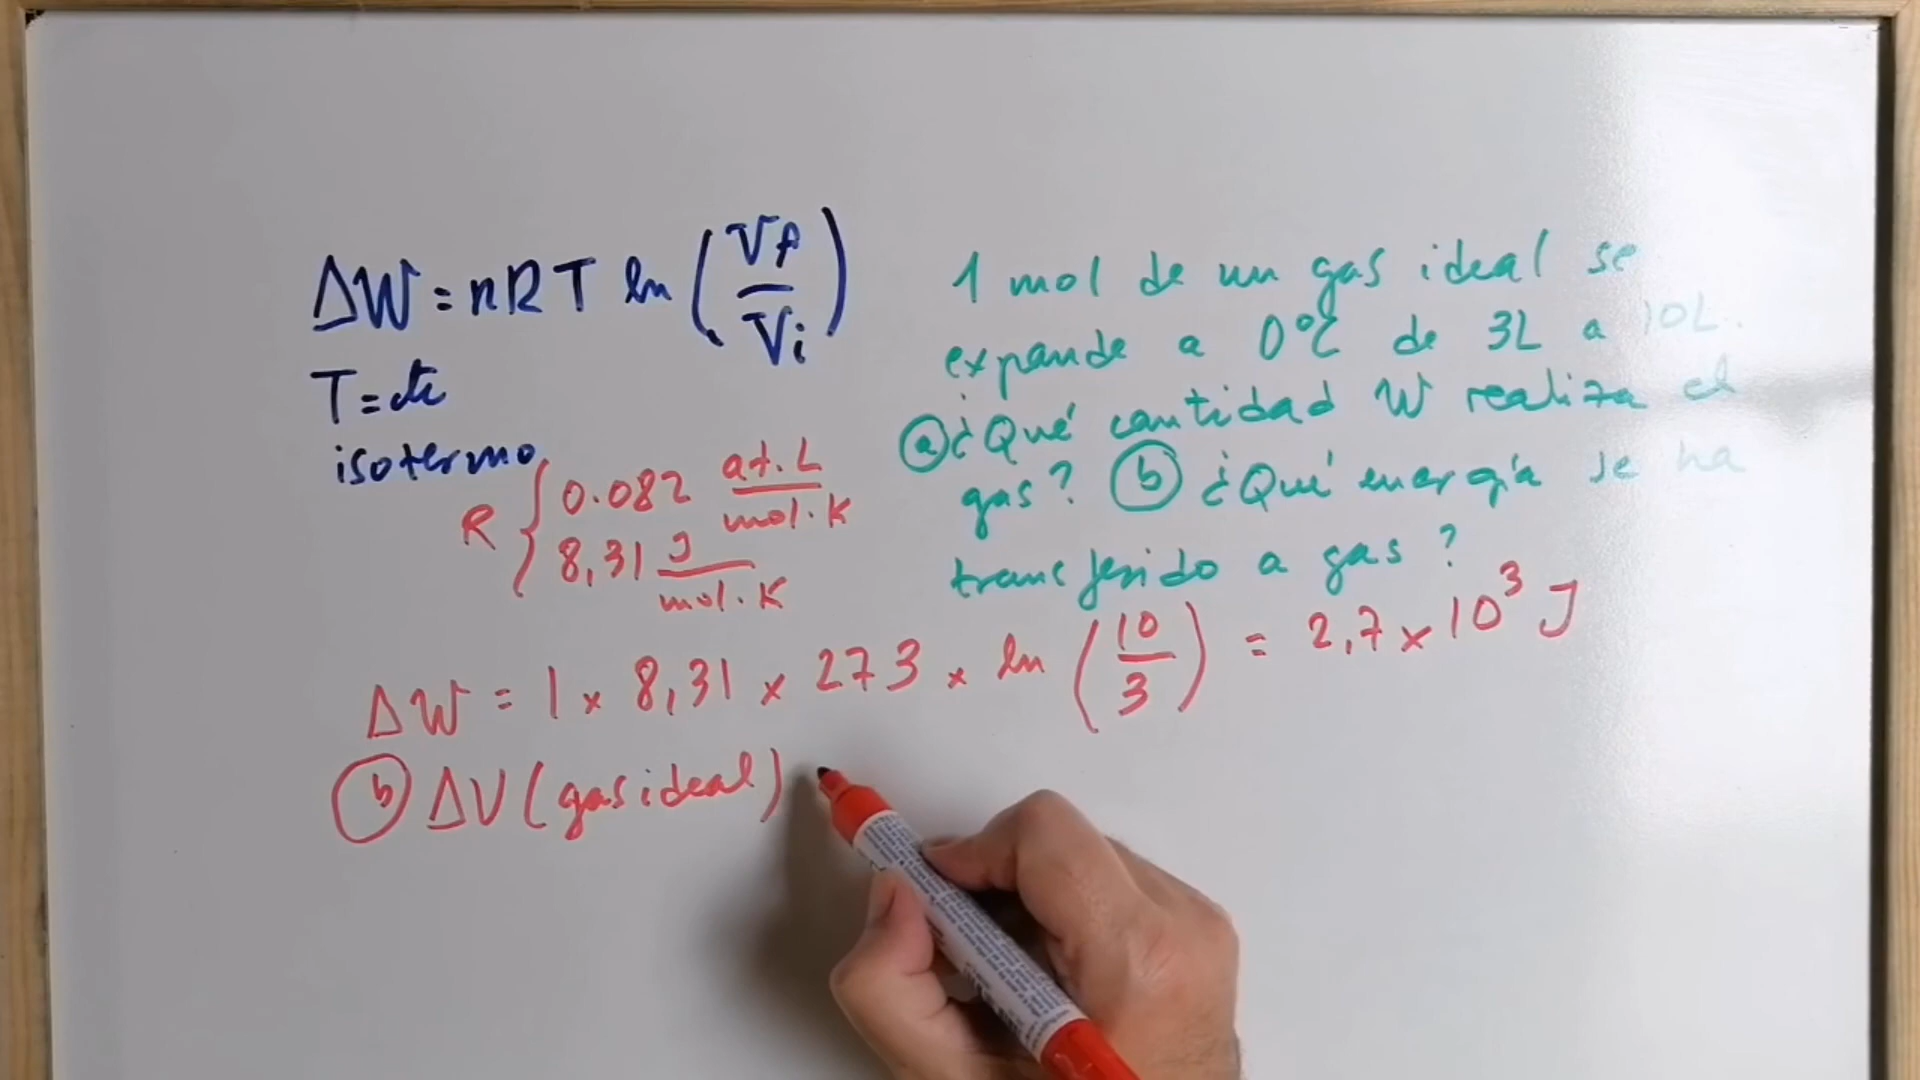 ΔW = nRT ln (Vf/Vi)
T = cte
isotermo
R { 0.082 at.L/mol.K
8,31 J/mol.K
1 mol de un gas ideal se
expande a 0°C de 3L a 10L.
ⓐ ¿Qué cantidad W realiza el
gas? ⓑ ¿Qué energía se ha
transferido a gas?
ΔW = 1 × 8,31 × 273 × ln (10/3) = 2,7 × 10³ J
ⓑ ΔU (gas ideal)